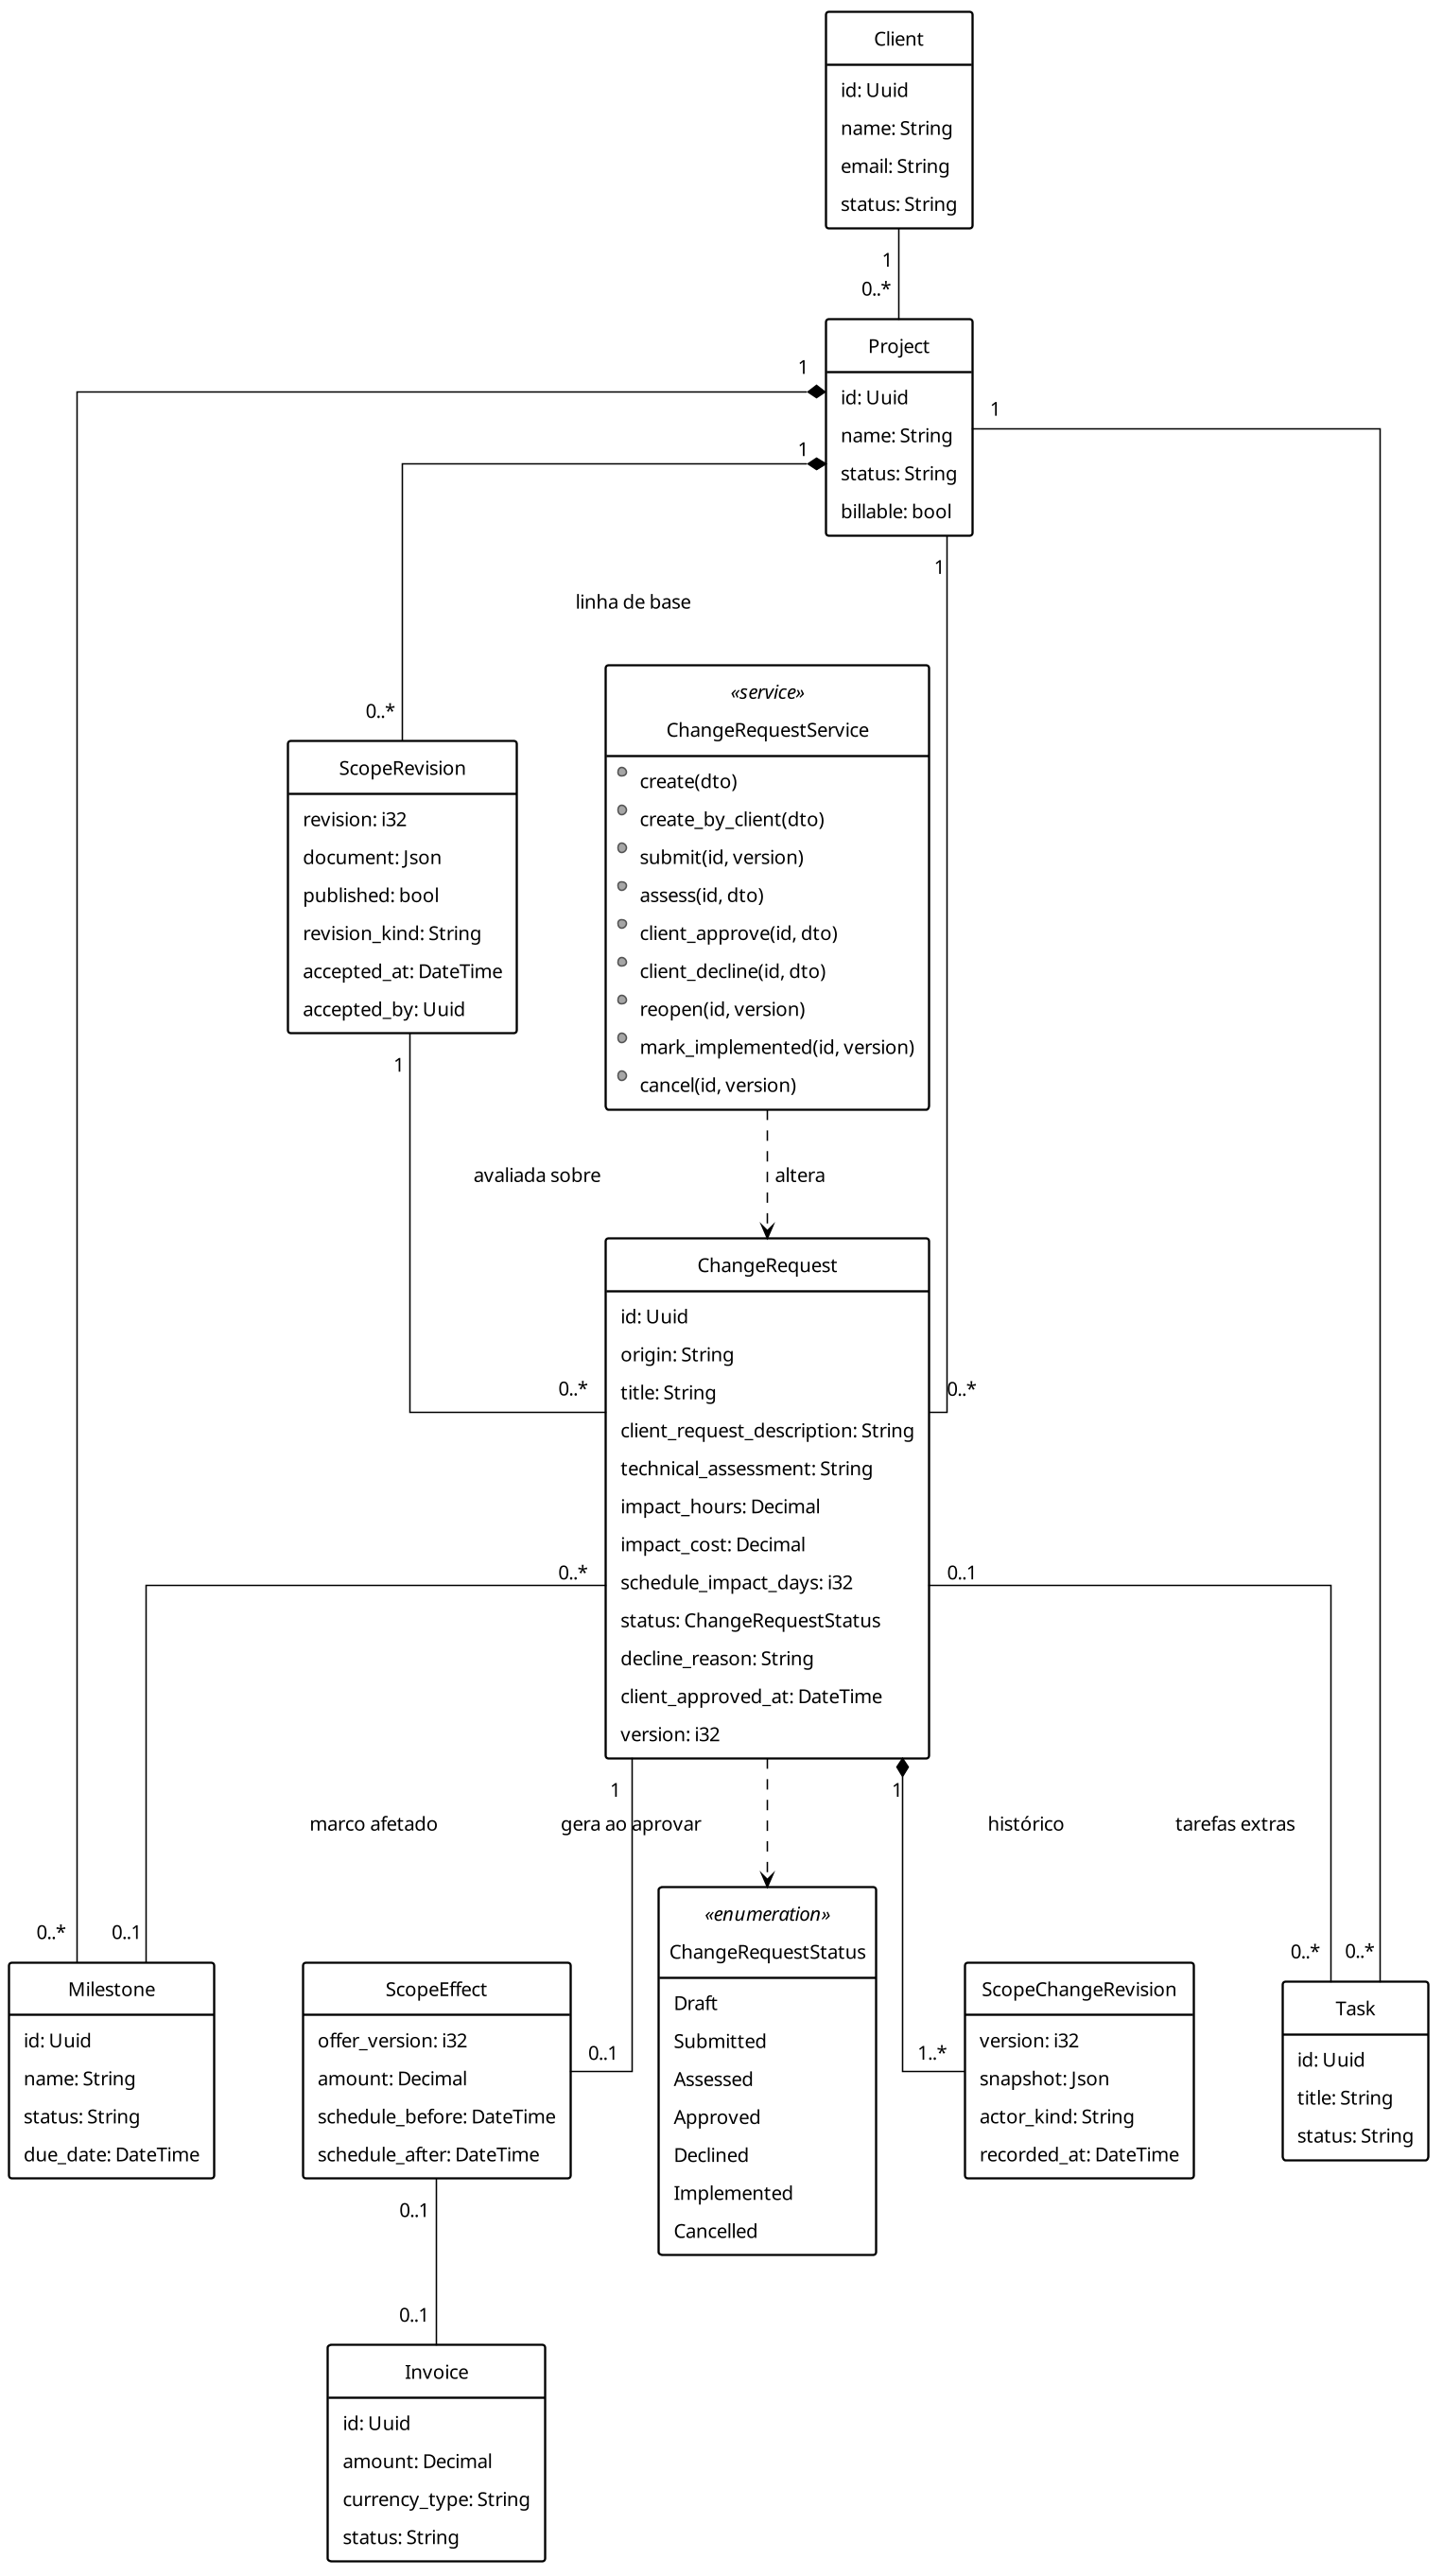 Client
id: Uuid
name: String
email: String
status: String
1
0..*
Project
id: Uuid
name: String
status: String
billable: bool
1
1
1
1
linha de base
0..*
ScopeRevision
revision: i32
document: Json
published: bool
revision_kind: String
accepted_at: DateTime
accepted_by: Uuid
1
«service»
ChangeRequestService
create(dto)
create_by_client(dto)
submit(id, version)
assess(id, dto)
client_approve(id, dto)
client_decline(id, dto)
reopen(id, version)
mark_implemented(id, version)
cancel(id, version)
avaliada sobre
altera
0..*
0..*
ChangeRequest
id: Uuid
origin: String
title: String
client_request_description: String
technical_assessment: String
impact_hours: Decimal
impact_cost: Decimal
schedule_impact_days: i32
status: ChangeRequestStatus
decline_reason: String
client_approved_at: DateTime
version: i32
0..*
0..1
1
1
marco afetado
gera ao aprovar
histórico
tarefas extras
0..*
0..1
0..1
1..*
0..*
0..*
Milestone
id: Uuid
name: String
status: String
due_date: DateTime
ScopeEffect
offer_version: i32
amount: Decimal
schedule_before: DateTime
schedule_after: DateTime
«enumeration»
ChangeRequestStatus
Draft
Submitted
Assessed
Approved
Declined
Implemented
Cancelled
ScopeChangeRevision
version: i32
snapshot: Json
actor_kind: String
recorded_at: DateTime
Task
id: Uuid
title: String
status: String
0..1
0..1
Invoice
id: Uuid
amount: Decimal
currency_type: String
status: String